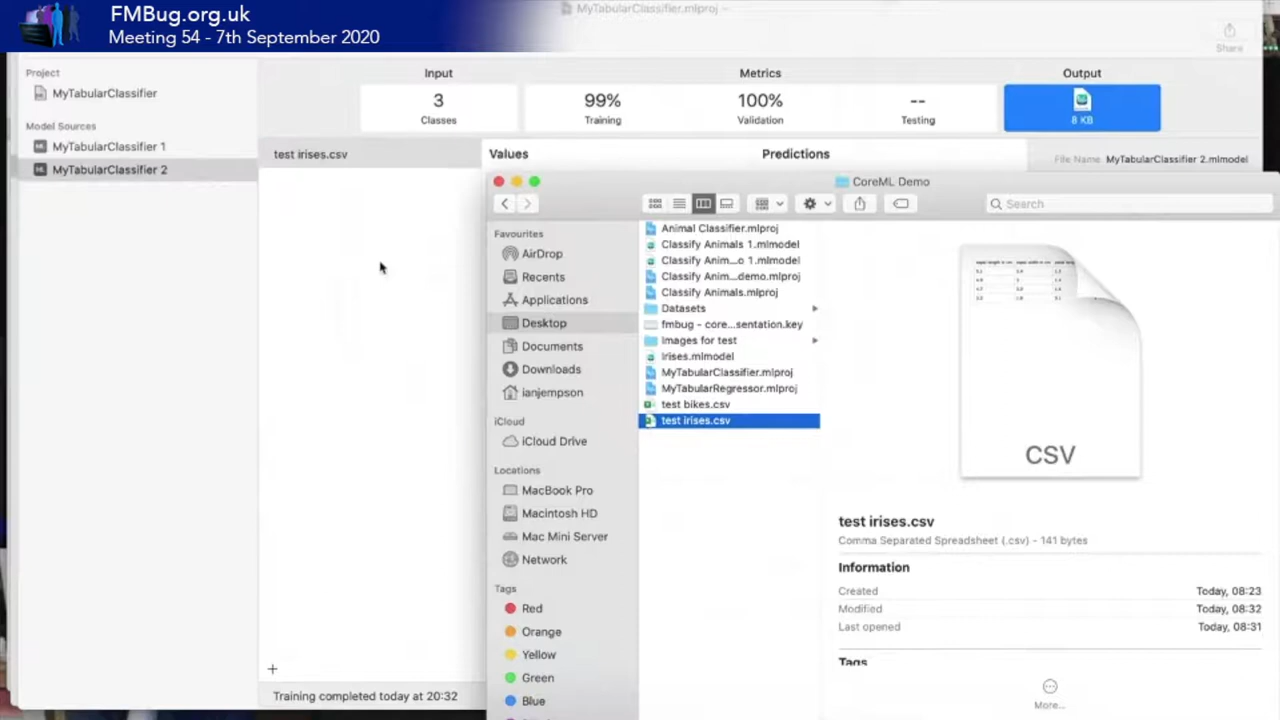 FMBug.org.uk
Meeting 54 - 7th September 2020
MyTabularClassifier.mlproj
Share
Project
MyTabularClassifier
Model Sources
MyTabularClassifier 1
MyTabularClassifier 2
Input
3
Classes
Metrics
99%
Training
100%
Validation
--
Testing
Output
8 KB
test irises.csv
Values
Predictions
File Name: MyTabularClassifier 2.mlmodel
CoreML Demo
Search
Favourites
AirDrop
Recents
Applications
Desktop
Documents
Downloads
ianjempson
iCloud
iCloud Drive
Locations
MacBook Pro
Macintosh HD
Mac Mini Server
Network
Tags
Red
Orange
Yellow
Green
Blue
Animal Classifier.mlproj
Classify Animals 1.mlmodel
Classify Anim...o 1.mlmodel
Classify Anim...demo.mlproj
Classify Animals.mlproj
Datasets
fmbug - core...sentation.key
Images for test
irises.mlmodel
MyTabularClassifier.mlproj
MyTabularRegressor.mlproj
test bikes.csv
test irises.csv
CSV
test irises.csv
Comma Separated Spreadsheet (.csv) - 141 bytes
Information
Created Today, 08:23
Modified Today, 08:32
Last opened Today, 08:31
Tags
More...
+
Training completed today at 20:32